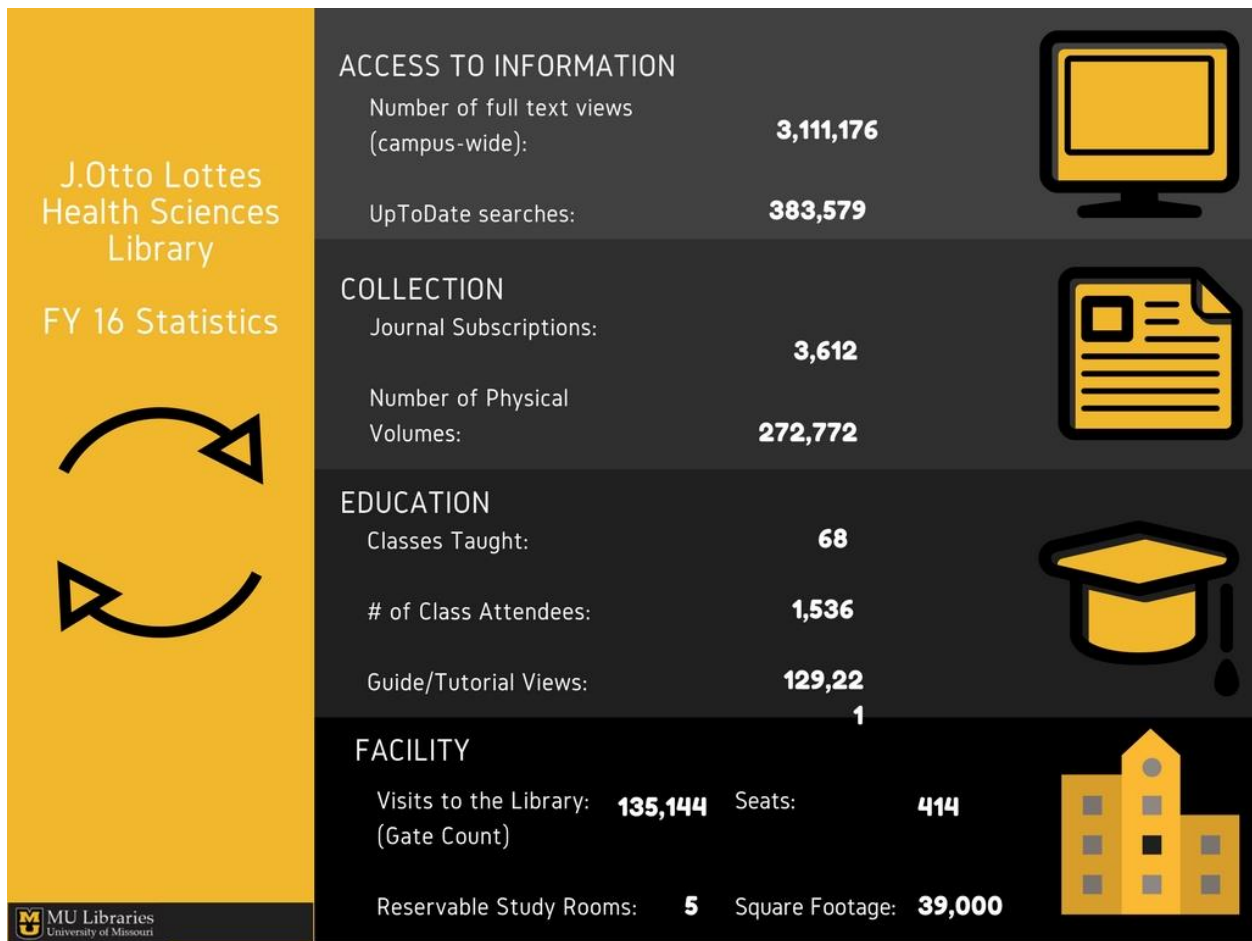 J.Otto Lottes
Health Sciences
Library
FY 16 Statistics
MU Libraries
University of Missouri
ACCESS TO INFORMATION
Number of full text views
(campus-wide):
3,111,176
UpToDate searches:
383,579
COLLECTION
Journal Subscriptions:
3,612
Number of Physical
Volumes:
272,772
EDUCATION
Classes Taught:
68
# of Class Attendees:
1,536
Guide/Tutorial Views:
129,22
1
FACILITY
Visits to the Library:
(Gate Count)
135,144
Seats:
414
Reservable Study Rooms:
5
Square Footage:
39,000